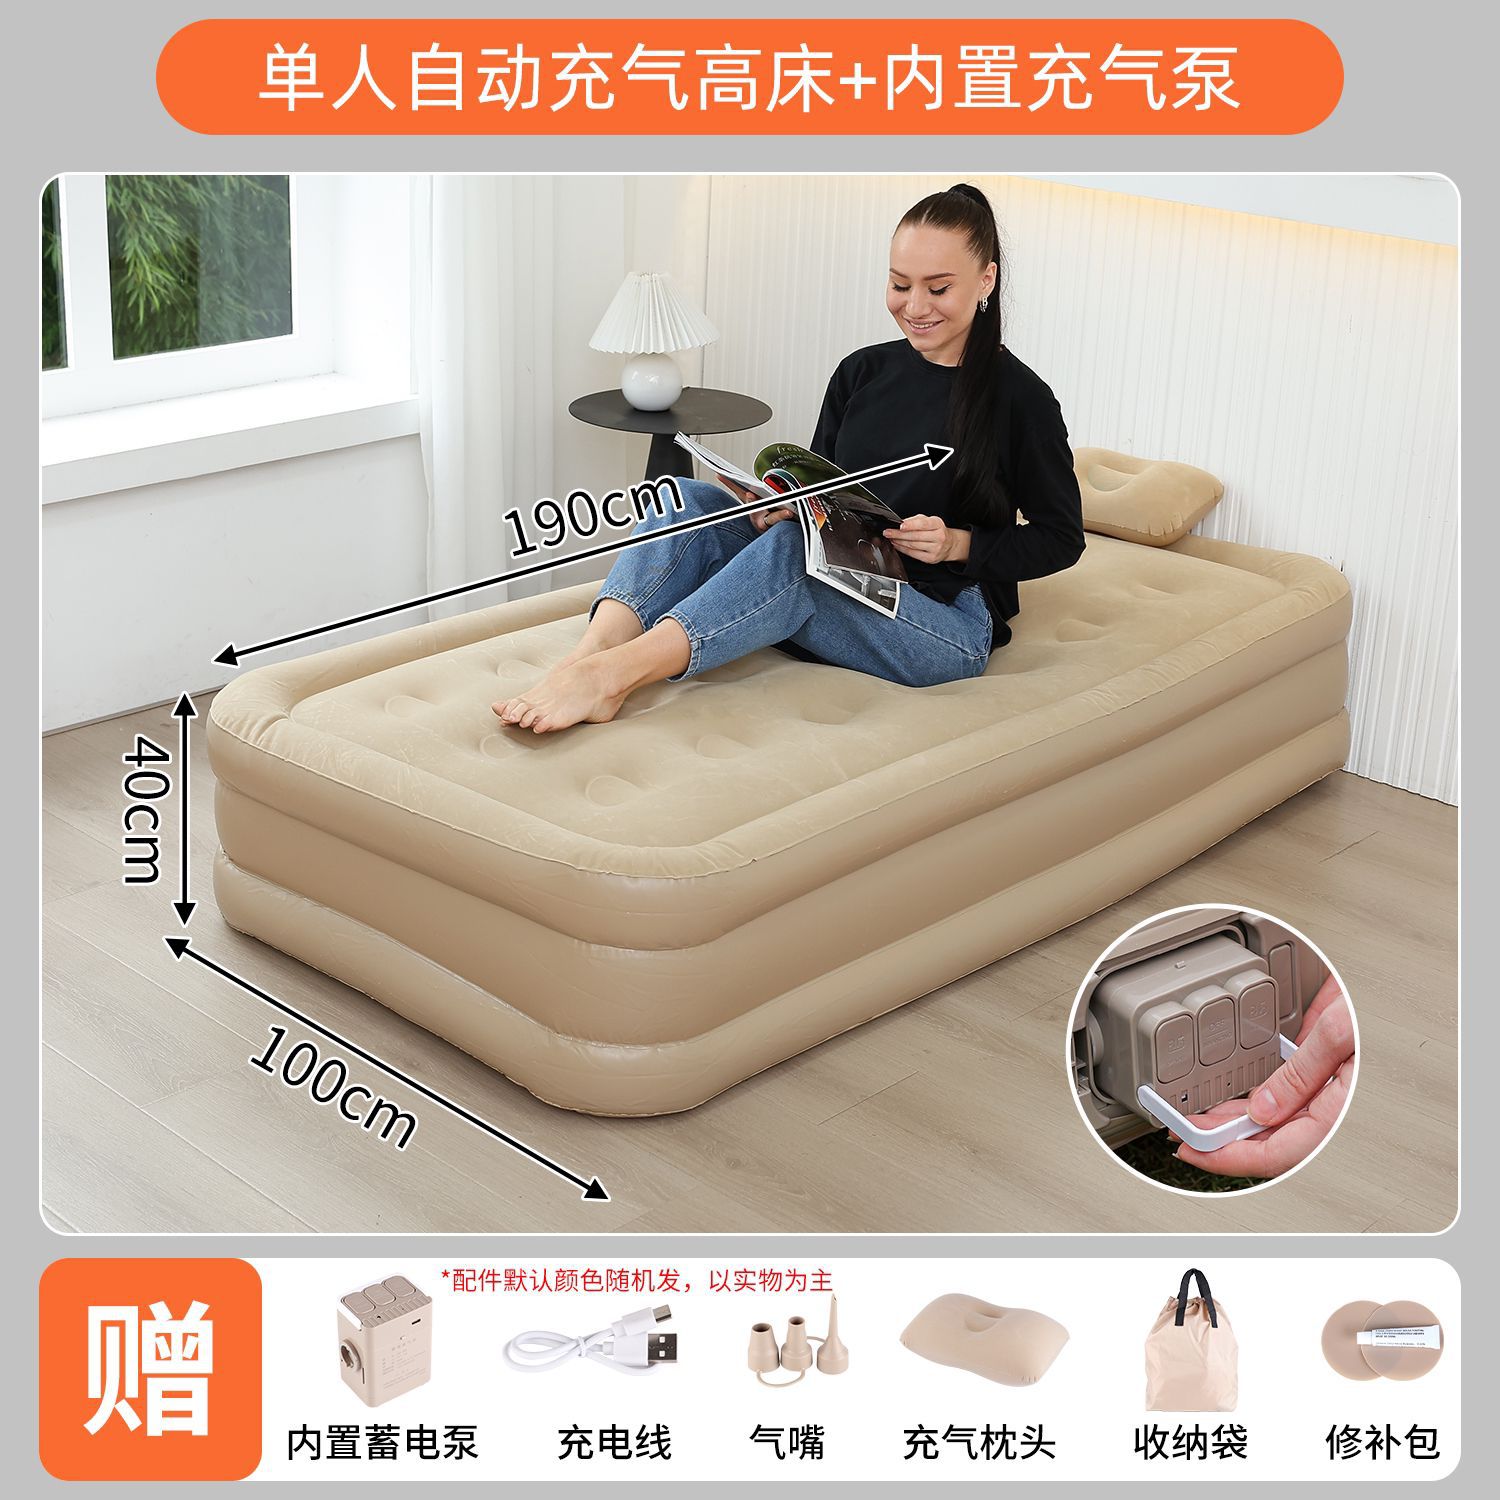 单人自动充气高床+内置充气泵
190cm
40cm
100cm
赠
*配件默认颜色随机发，以实物为主
内置蓄电泵
充电线
气嘴
充气枕头
收纳袋
修补包